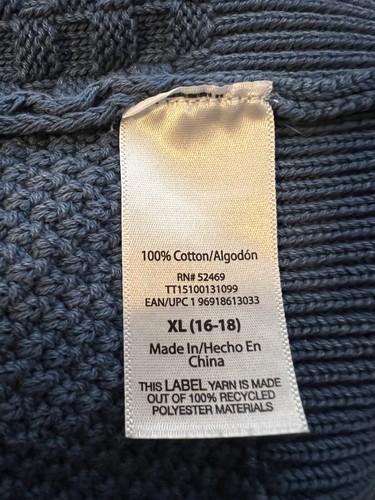 100% Cotton/Algodón
RN# 52469
TT15100131099
EAN/UPC 1 96918613033
XL (16-18)
Made In/Hecho En
China
THIS LABEL YARN IS MADE
OUT OF 100% RECYCLED
POLYESTER MATERIALS